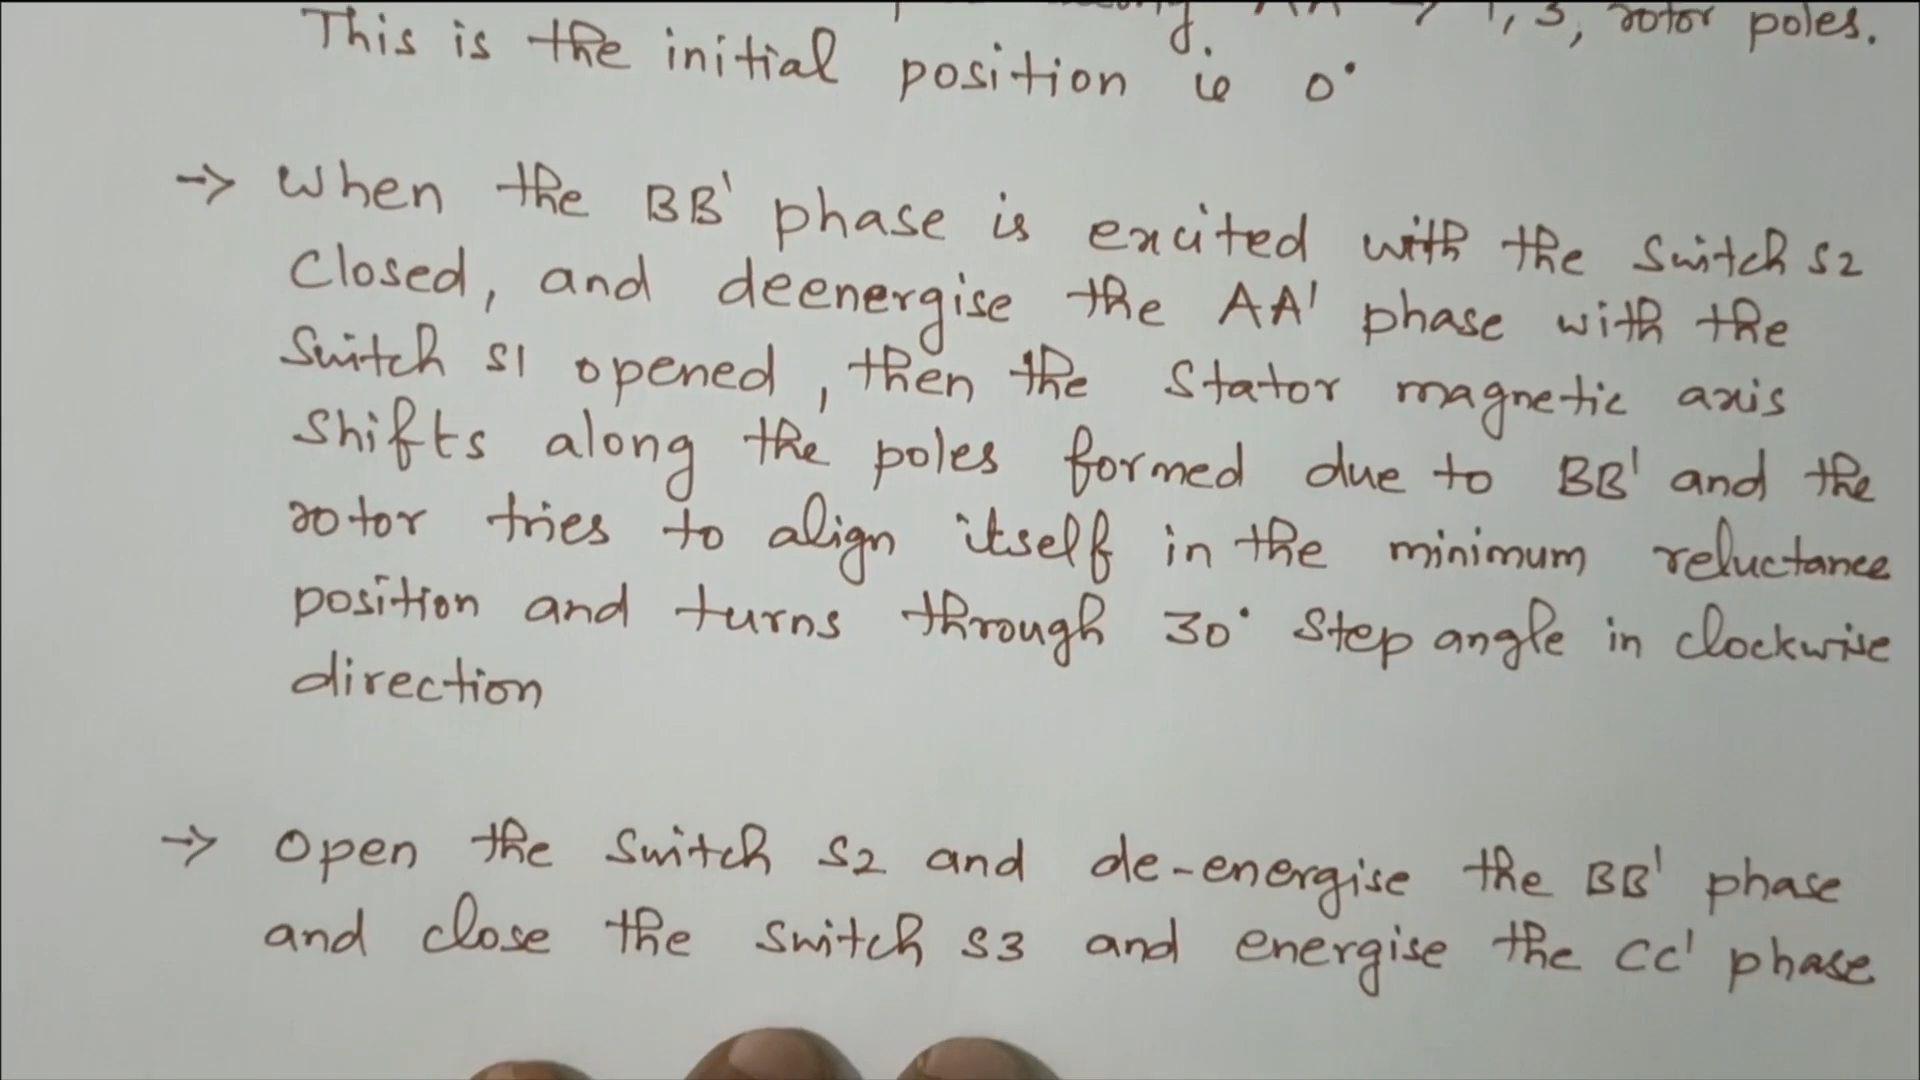 1, 3, rotor poles.
This is the initial position ie 0°
→ When the BB' phase is excited with the Switch S2
Closed, and deenergise the AA' phase with the
Switch S1 opened, then the Stator magnetic axis
Shifts along the poles formed due to BB' and the
rotor tries to align itself in the minimum reluctance
position and turns through 30° Step angle in clockwise
direction
→ Open the Switch S2 and de-energise the BB' phase
and close the Switch S3 and energise the CC' phase